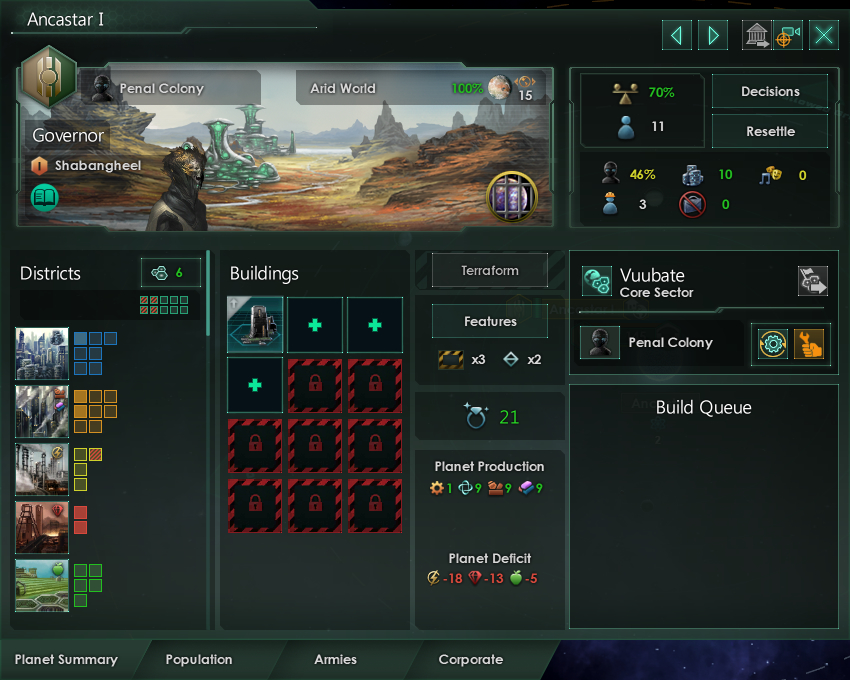 Ancastar I
Penal Colony
Arid World
100%
15
Governor
I Shabangheel
70%
11
Decisions
Resettle
46%
10
0
3
0
Districts
6
Buildings
Terraform
Features
x3
x2
21
Planet Production
1 9 9 9
Planet Deficit
-18 -13 -5
Vuubate
Core Sector
Penal Colony
Build Queue
Planet Summary
Population
Armies
Corporate